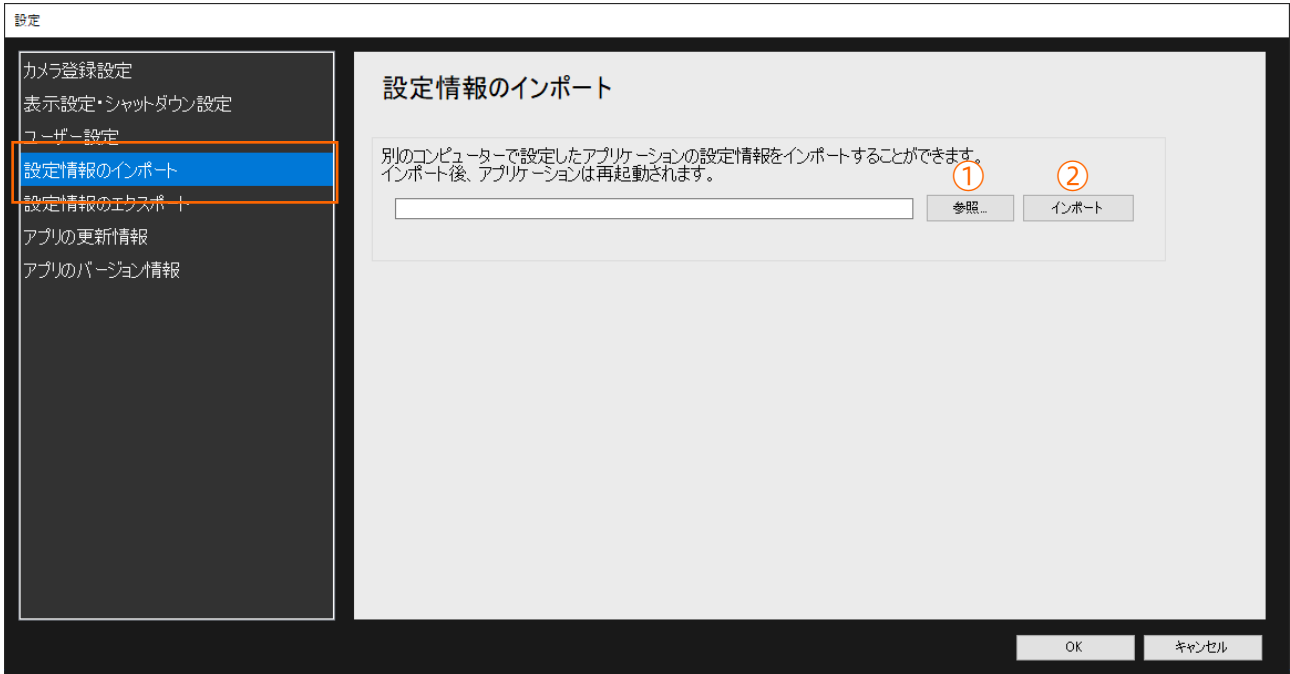 設定
カメラ登録設定
表示設定・シャットダウン設定
ユーザー設定
設定情報のインポート
設定情報のエクスポート
アプリの更新情報
アプリのバージョン情報
設定情報のインポート
別のコンピューターで設定したアプリケーションの設定情報をインポートすることができます。
インポート後、アプリケーションは再起動されます。
① ②
参照... インポート
OK キャンセル